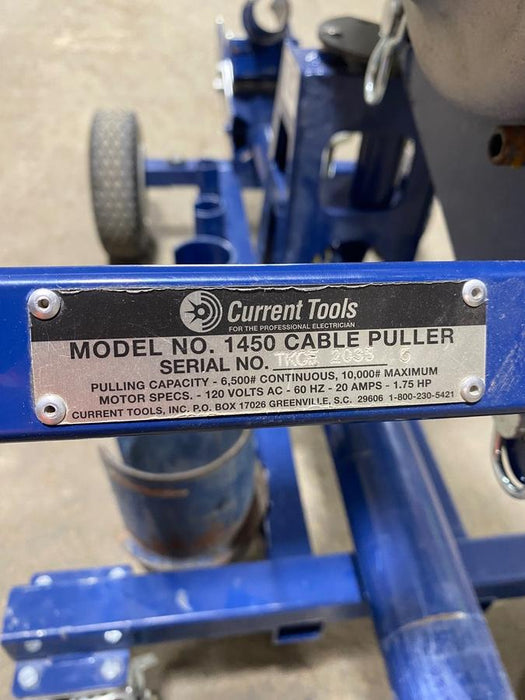 Current Tools
FOR THE PROFESSIONAL ELECTRICIAN
MODEL NO. 1450 CABLE PULLER
SERIAL NO.
PULLING CAPACITY - 6,500# CONTINUOUS, 10,000# MAXIMUM
MOTOR SPECS. - 120 VOLTS AC - 60 HZ - 20 AMPS - 1.75 HP
CURRENT TOOLS, INC. P.O. BOX 17026 GREENVILLE, S.C. 29606 1-800-230-5421